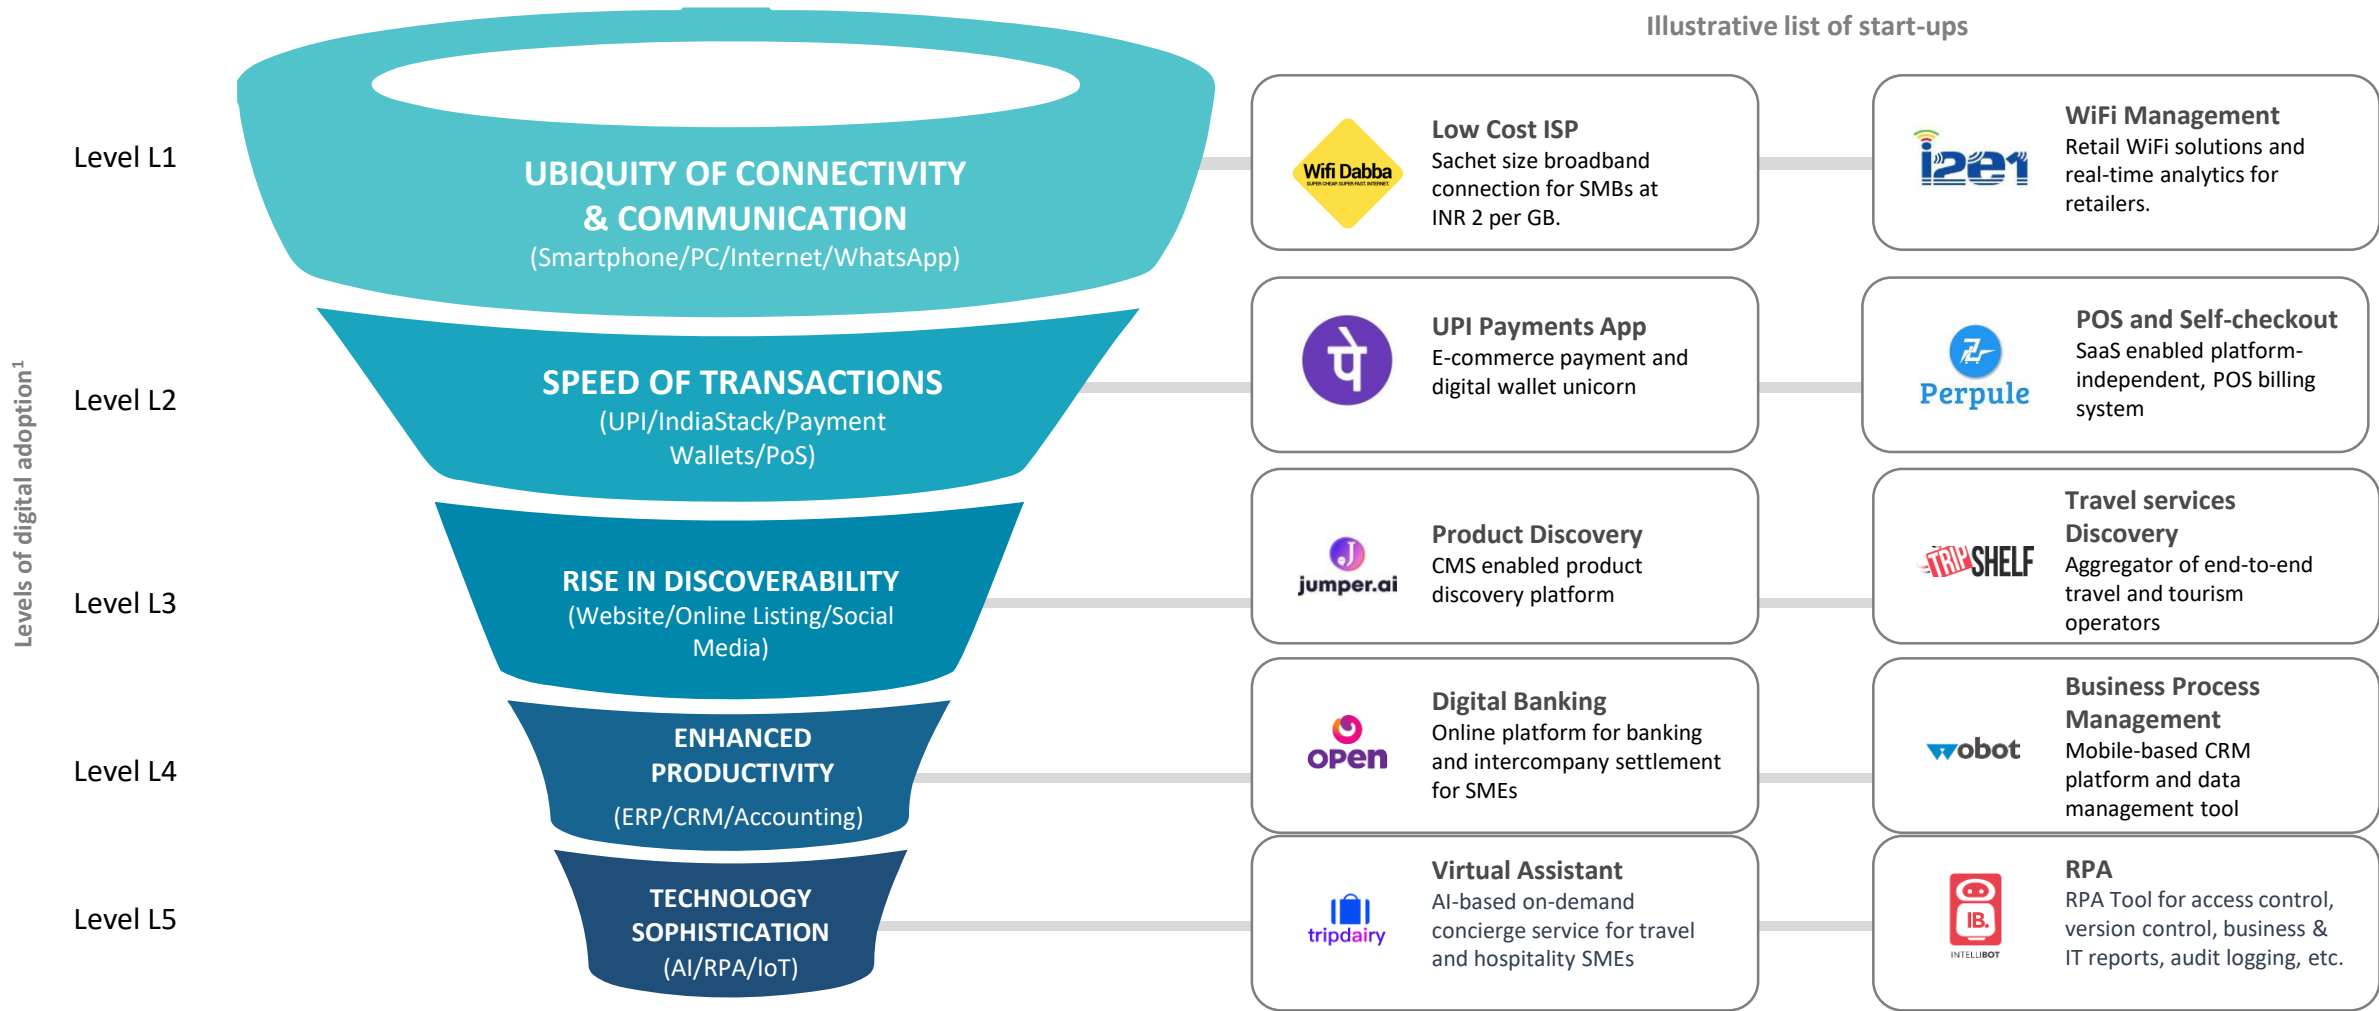 Illustrative list of start-ups
Levels of digital adoption1
Level L1
UBIQUITY OF CONNECTIVITY
& COMMUNICATION
(Smartphone/PC/Internet/WhatsApp)
Wifi Dabba
SUPER CHEAP. SUPER FAST. INTERNET.
Low Cost ISP
Sachet size broadband
connection for SMBs at
INR 2 per GB.
i2e1
WiFi Management
Retail WiFi solutions and
real-time analytics for
retailers.
Level L2
SPEED OF TRANSACTIONS
(UPI/IndiaStack/Payment
Wallets/PoS)
पे
UPI Payments App
E-commerce payment and
digital wallet unicorn
Perpule
POS and Self-checkout
SaaS enabled platform-
independent, POS billing
system
Level L3
RISE IN DISCOVERABILITY
(Website/Online Listing/Social
Media)
J
jumper.ai
Product Discovery
CMS enabled product
discovery platform
TRIPSHELF
Travel services
Discovery
Aggregator of end-to-end
travel and tourism
operators
Level L4
ENHANCED
PRODUCTIVITY
(ERP/CRM/Accounting)
OPEN
Digital Banking
Online platform for banking
and intercompany settlement
for SMEs
wobot
Business Process
Management
Mobile-based CRM
platform and data
management tool
Level L5
TECHNOLOGY
SOPHISTICATION
(AI/RPA/IoT)
tripdairy
Virtual Assistant
AI-based on-demand
concierge service for travel
and hospitality SMEs
IB.
INTELLIBOT
RPA
RPA Tool for access control,
version control, business &
IT reports, audit logging, etc.